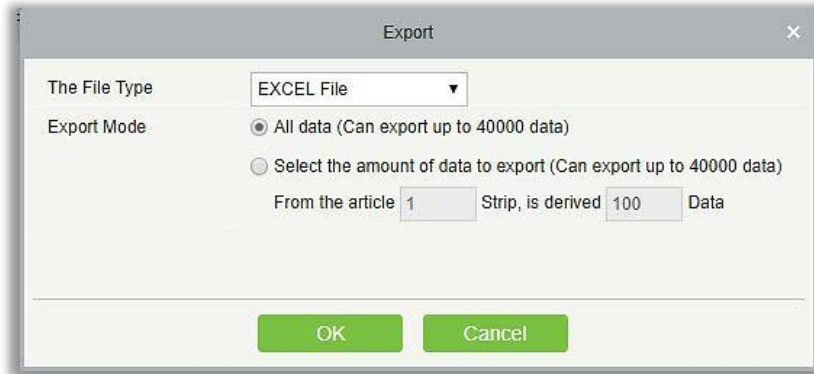 Export
The File Type EXCEL File
Export Mode All data (Can export up to 40000 data)
Select the amount of data to export (Can export up to 40000 data)
From the article 1 Strip, is derived 100 Data
OK Cancel